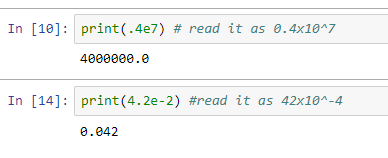 In [10]: print(.4e7) # read it as 0.4x10^7
4000000.0
In [14]: print(4.2e-2) #read it as 42x10^-4
0.042